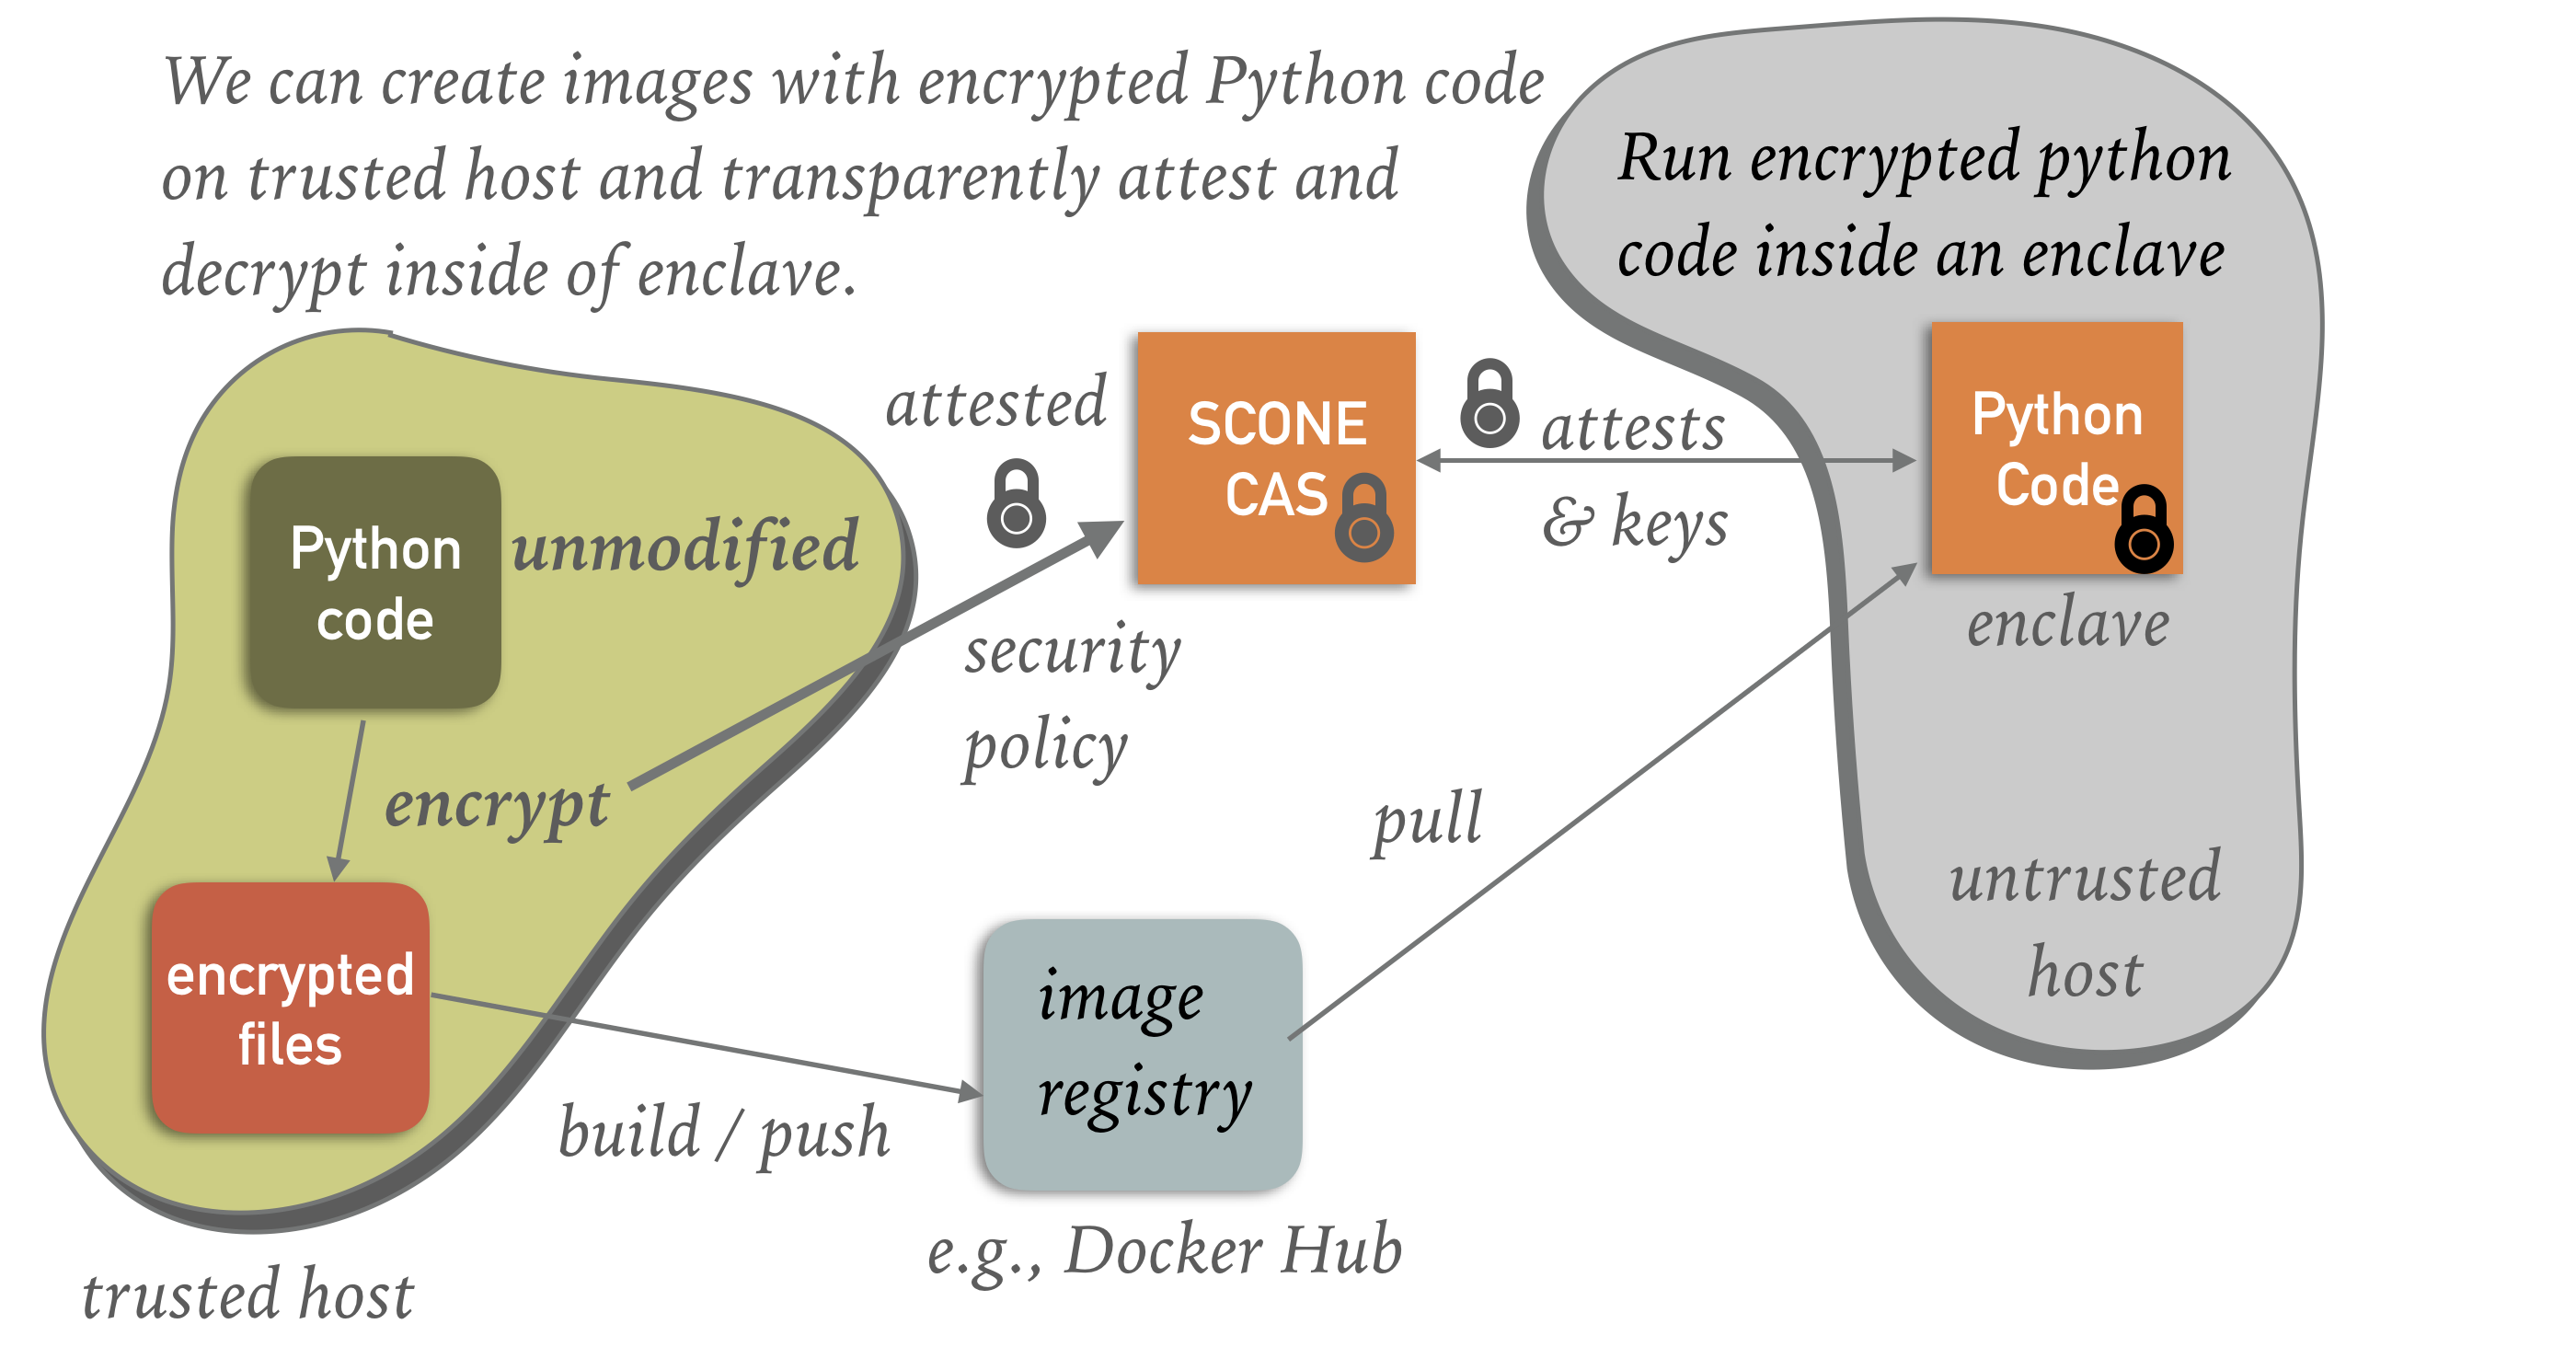 We can create images with encrypted Python code
on trusted host and transparently attest and
decrypt inside of enclave.
Run encrypted python
code inside an enclave
attested
SCONE
CAS
attests
& keys
Python
Code
enclave
Python
code
unmodified
security
policy
encrypt
pull
untrusted
host
encrypted
files
image
registry
build / push
e.g., Docker Hub
trusted host